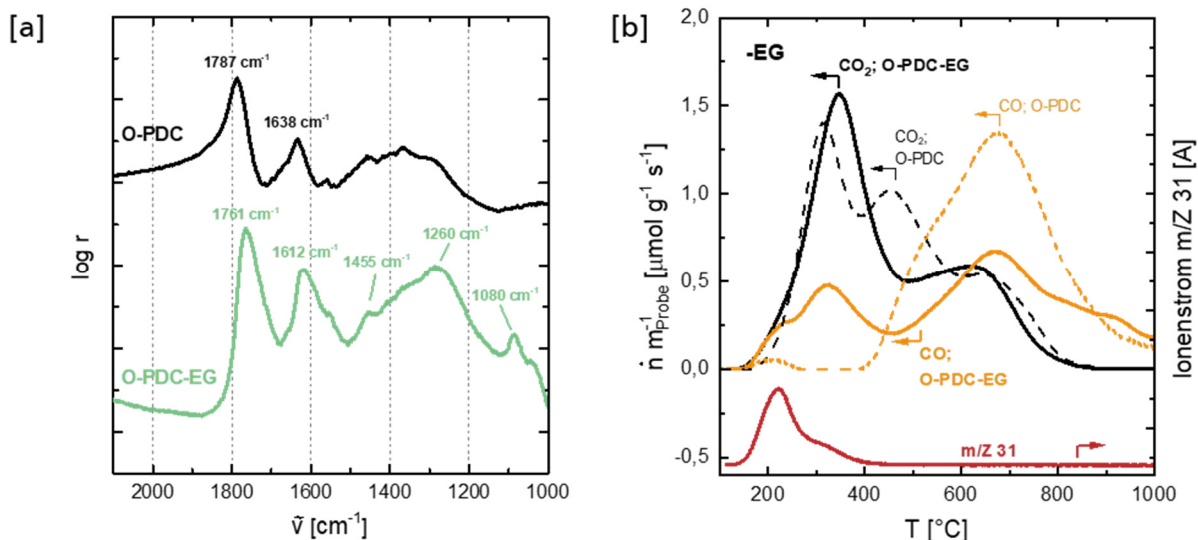 [a]
1787 cm⁻¹
O-PDC
1638 cm⁻¹
1761 cm⁻¹
1612 cm⁻¹
1455 cm⁻¹
1260 cm⁻¹
1080 cm⁻¹
O-PDC-EG
log r
2000 1800 1600 1400 1200 1000
ṽ [cm⁻¹]
[b]
-EG
CO₂; O-PDC-EG
CO; O-PDC
CO₂;
O-PDC
CO;
O-PDC-EG
m/Z 31
2,0
1,5
1,0
0,5
0,0
-0,5
ṅ m⁻¹Probe [µmol g⁻¹ s⁻¹]
Ionenstrom m/Z 31 [A]
200 400 600 800 1000
T [°C]